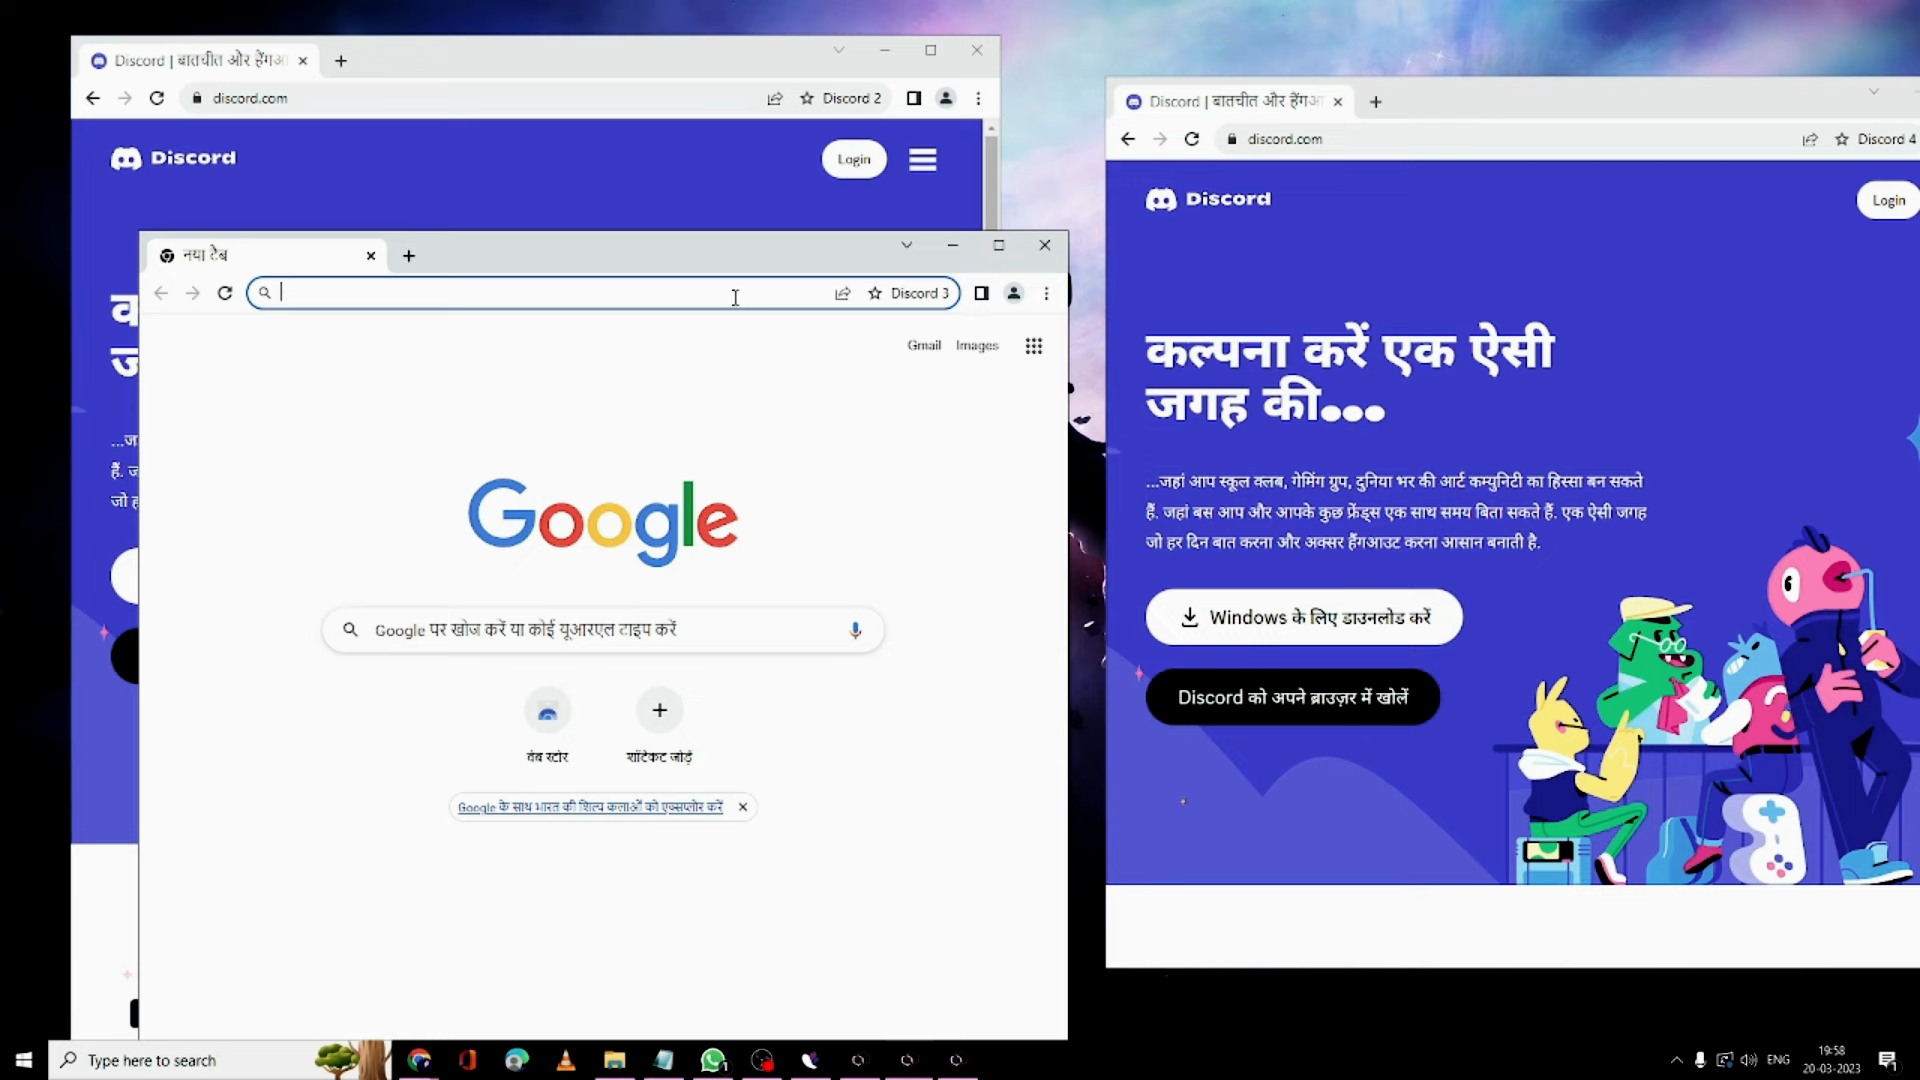 Discord | बातचीत और हैंगआ
discord.com
Discord 2
Discord
Login
क
ज
...ज
हैं. ज
जो ह
नया टैब
Discord 3
Gmail Images
Google
Google पर खोज करें या कोई यूआरएल टाइप करें
वेब स्टोर
शॉर्टकट जोड़ें
Google के साथ भारत की शिल्प कलाओं को एक्सप्लोर करें
Discord | बातचीत और हैंगआ
discord.com
Discord 4
Discord
Login
कल्पना करें एक ऐसी
जगह की...
...जहां आप स्कूल क्लब, गेमिंग ग्रुप, दुनिया भर की आर्ट कम्युनिटी का हिस्सा बन सकते
हैं. जहां बस आप और आपके कुछ फ्रेंड्स एक साथ समय बिता सकते हैं. एक ऐसी जगह
जो हर दिन बात करना और अक्सर हैंगआउट करना आसान बनाती है.
Windows के लिए डाउनलोड करें
Discord को अपने ब्राउज़र में खोलें
Type here to search
1
ENG
19:58
20-03-2023
1